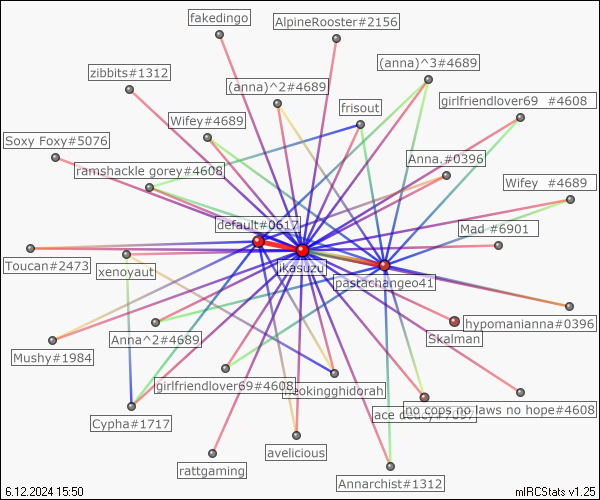 fakedingo
AlpineRooster#2156
zibbits#1312
(anna)^2#4689
(anna)^3#4689
frisout
girlfriendlover69 #4608
Wifey#4689
Soxy Foxy#5076
Anna.#0396
ramshackle gorey#4608
Wifey #4689
default#0617
Mad #6901
ikasuzu
Toucan#2473
xenoyaut
pastachangeo41
hypomanianna#0396
Skalman
Anna^2#4689
Mushy#1984
girlfriendlover69#4608
neokingghidorah
no cops no laws no hope#4608
ace deucy#7097
Cypha#1717
avelicious
rattgaming
Annarchist#1312
6.12.2024 15:50
mIRCStats v1.25